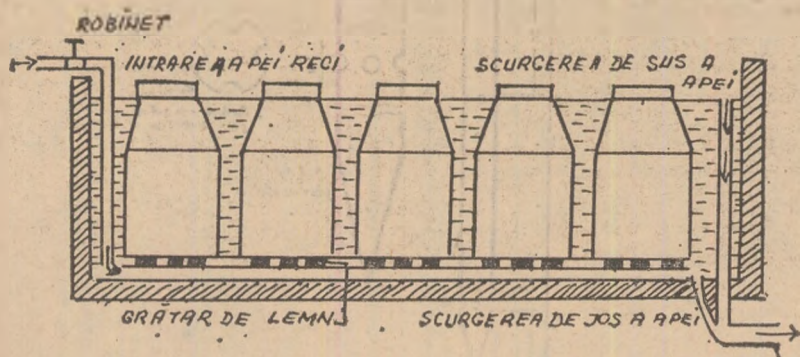 ROBINET
INTRAREA APEI RECI
SCURGEREA DE SUS A
APEI
GRĂTAR DE LEMN
SCURGEREA DE JOS A APEI